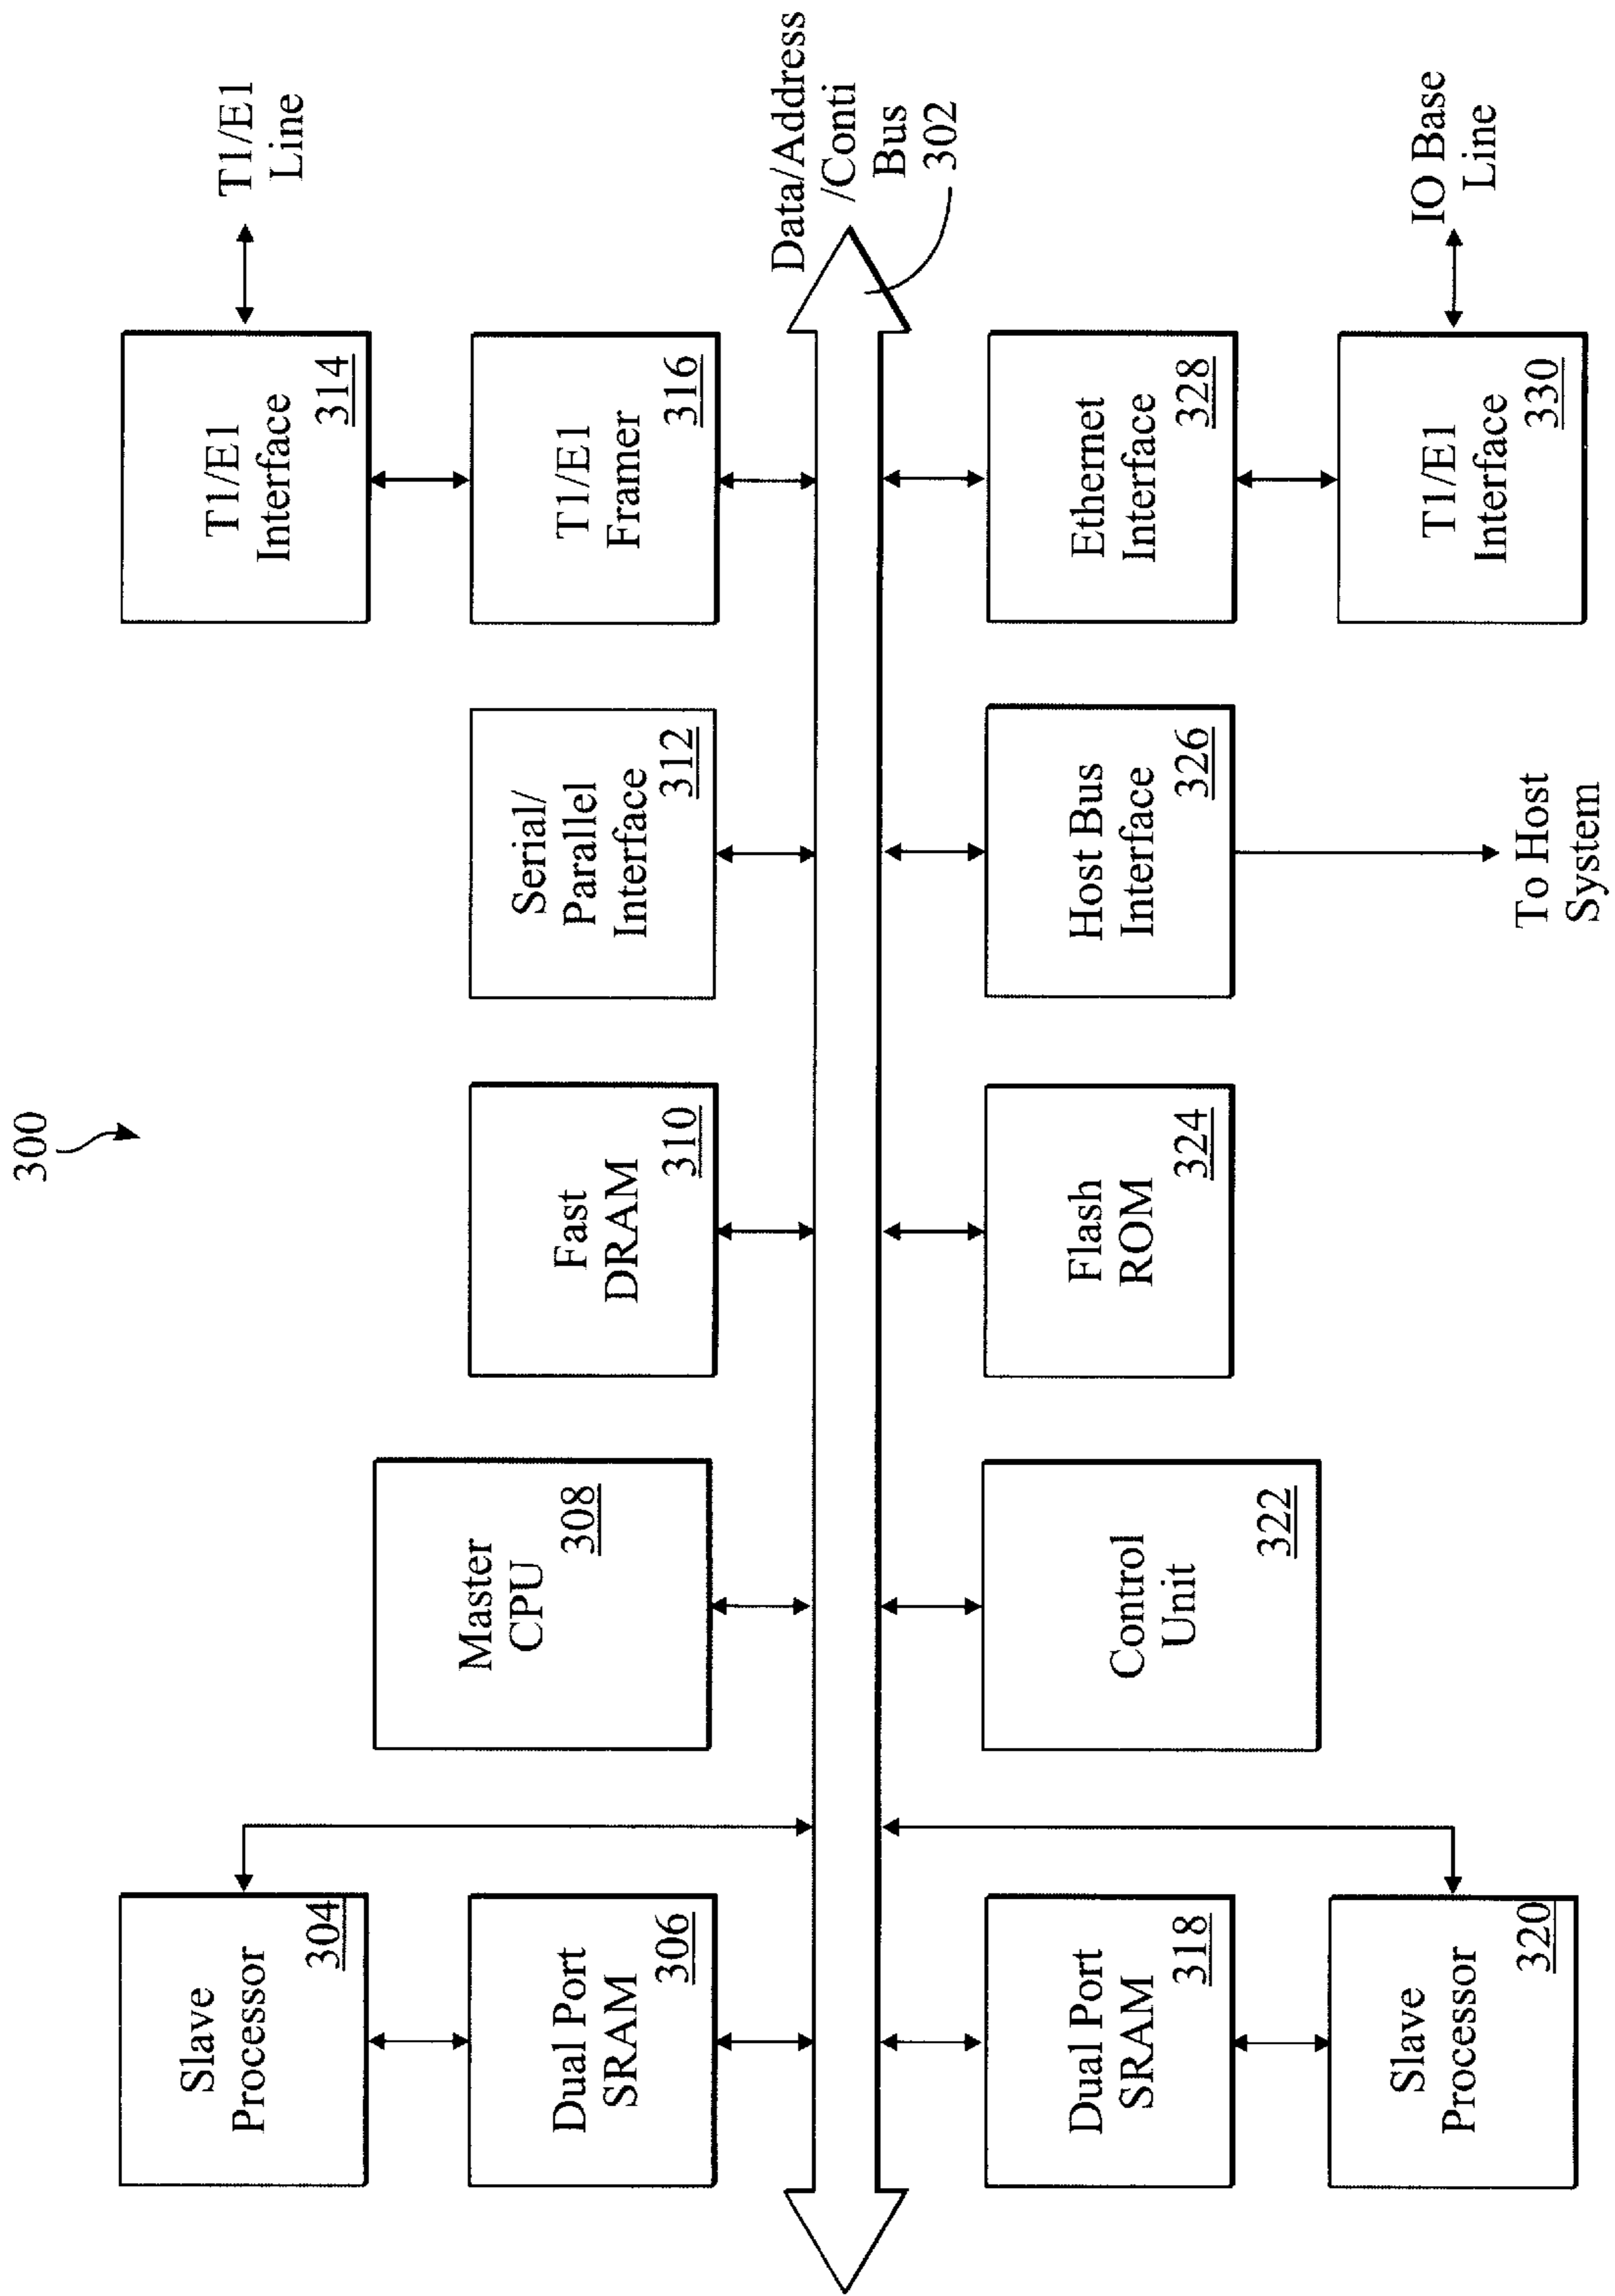 300
Slave
Processor
304
Dual Port
SRAM
306
Master
CPU
308
Fast
DRAM
310
Serial/
Parallel
Interface
312
T1/E1
Interface
314
T1/E1
Line
T1/E1
Framer
316
Data/Address
/Conti
Bus
302
Dual Port
SRAM
318
Slave
Processor
320
Control
Unit
322
Flash
ROM
324
Host Bus
Interface
326
To Host
System
Ethernet
Interface
328
T1/E1
Interface
330
IO Base
Line